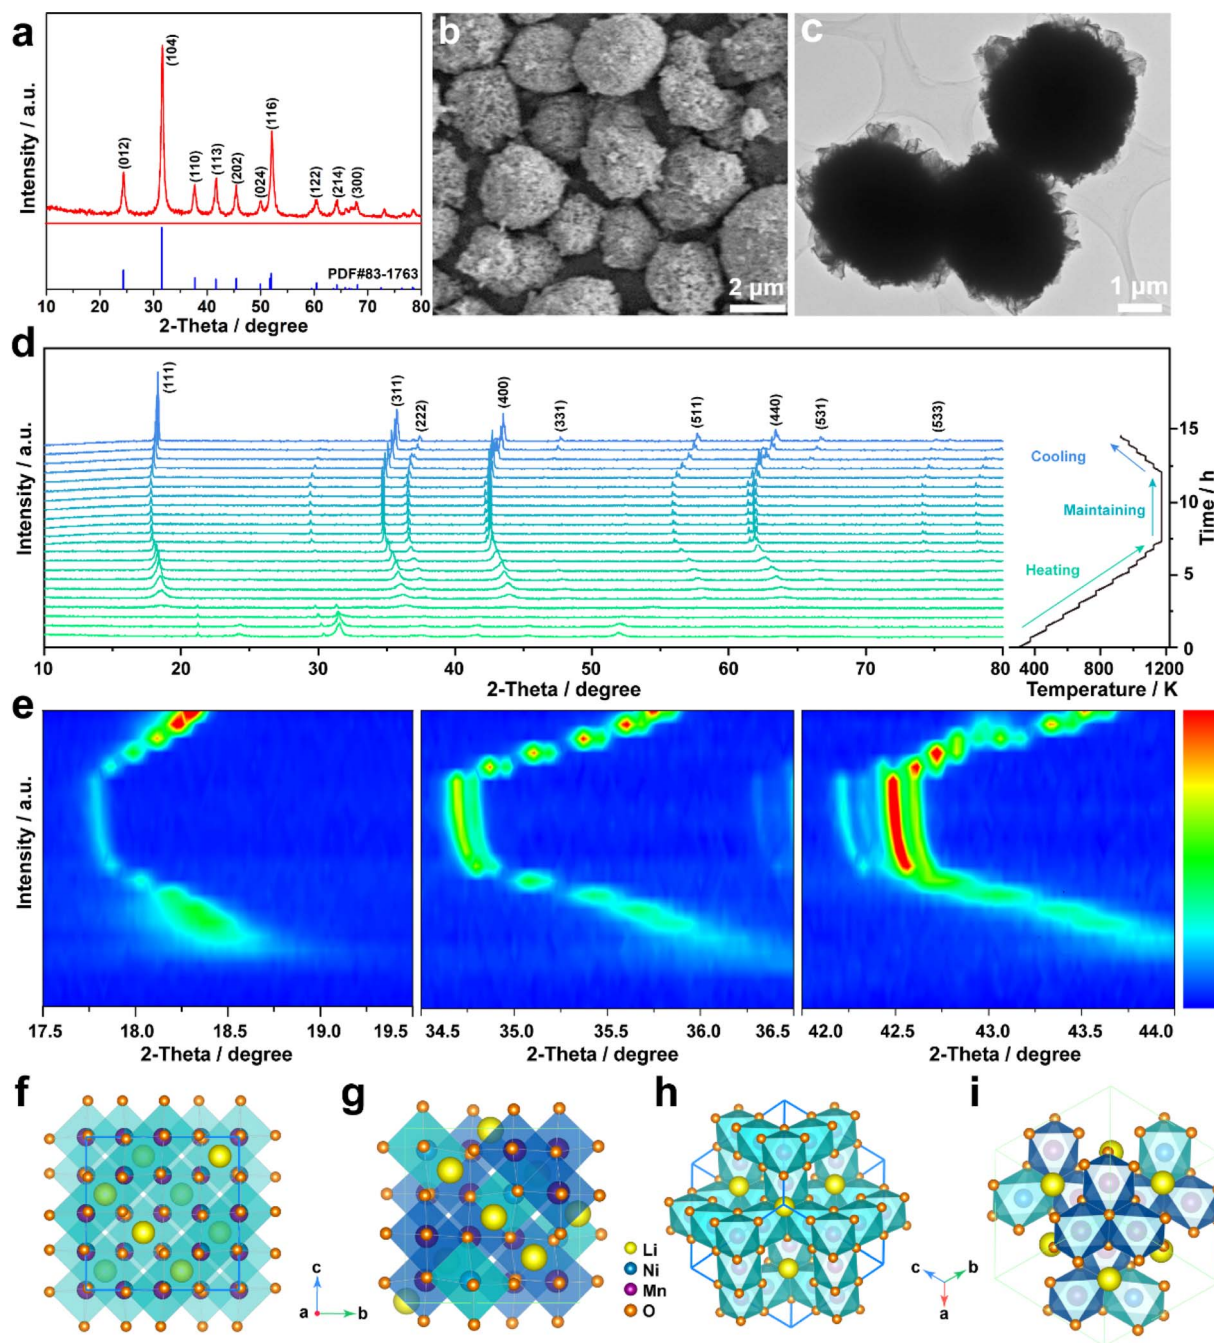 a
Intensity / a.u.
(012)
(104)
(110)
(113)
(202)
(024)
(116)
(122)
(214)
(300)
PDF#83-1763
10 20 30 40 50 60 70 80
2-Theta / degree
b
2 μm
c
1 μm
d
Intensity / a.u.
(111)
(311)
(222)
(400)
(331)
(511)
(440)
(531)
(533)
10 20 30 40 50 60 70 80
2-Theta / degree
Cooling
Maintaining
Heating
15
10
5
0
Time / h
400 800 1200
Temperature / K
e
Intensity / a.u.
17.5 18.0 18.5 19.0 19.5
2-Theta / degree
34.5 35.0 35.5 36.0 36.5
2-Theta / degree
42.0 42.5 43.0 43.5 44.0
2-Theta / degree
f
c
a b
g
Li
Ni
Mn
O
h
c b
a
i